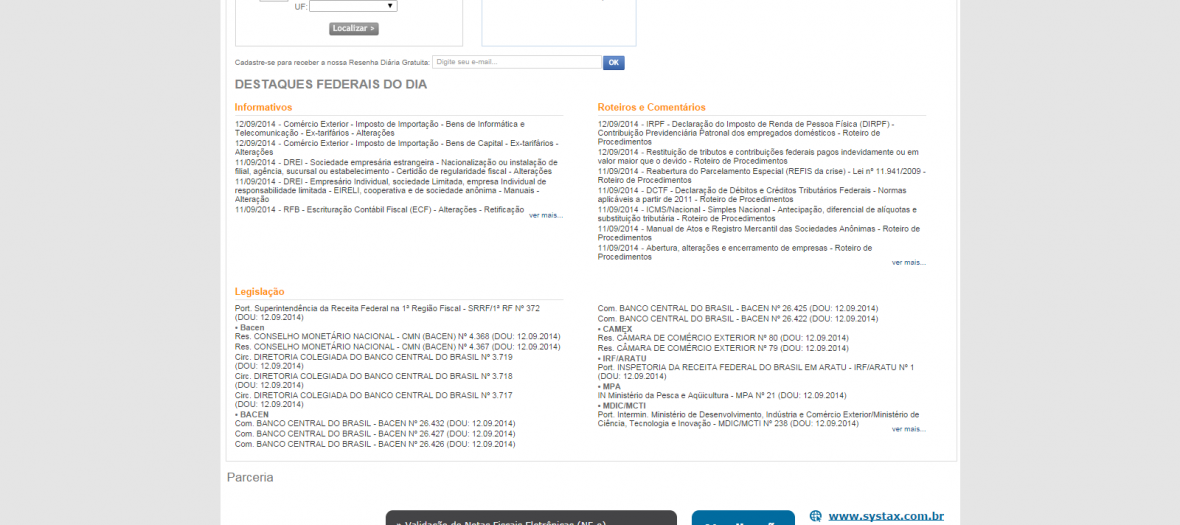 UF:
Localizar >
Cadastre-se para receber a nossa Resenha Diária Gratuita: Digite seu e-mail... OK
DESTAQUES FEDERAIS DO DIA
Informativos
12/09/2014 - Comércio Exterior - Imposto de Importação - Bens de Informática e
Telecomunicação - Ex-tarifários - Alterações
12/09/2014 - Comércio Exterior - Imposto de Importação - Bens de Capital - Ex-tarifários -
Alterações
11/09/2014 - DREI - Sociedade empresária estrangeira - Nacionalização ou instalação de
filial, agência, sucursal ou estabelecimento - Certidão de regularidade fiscal - Alterações
11/09/2014 - DREI - Empresário Individual, sociedade Limitada, empresa Individual de
responsabilidade limitada - EIRELI, cooperativa e de sociedade anônima - Manuais -
Alteração
11/09/2014 - RFB - Escrituração Contábil Fiscal (ECF) - Alterações - Retificação
ver mais...
Roteiros e Comentários
12/09/2014 - IRPF - Declaração do Imposto de Renda de Pessoa Física (DIRPF) -
Contribuição Previdenciária Patronal dos empregados domésticos - Roteiro de
Procedimentos
12/09/2014 - Restituição de tributos e contribuições federais pagos indevidamente ou em
valor maior que o devido - Roteiro de Procedimentos
11/09/2014 - Reabertura do Parcelamento Especial (REFIS da crise) - Lei nº 11.941/2009 -
Roteiro de Procedimentos
11/09/2014 - DCTF - Declaração de Débitos e Créditos Tributários Federais - Normas
aplicáveis a partir de 2011 - Roteiro de Procedimentos
11/09/2014 - ICMS/Nacional - Simples Nacional - Antecipação, diferencial de alíquotas e
substituição tributária - Roteiro de Procedimentos
11/09/2014 - Manual de Atos e Registro Mercantil das Sociedades Anônimas - Roteiro de
Procedimentos
11/09/2014 - Abertura, alterações e encerramento de empresas - Roteiro de
Procedimentos
ver mais...
Legislação
Port. Superintendência da Receita Federal na 1ª Região Fiscal - SRRF/1ª RF Nº 372
(DOU: 12.09.2014)
• Bacen
Res. CONSELHO MONETÁRIO NACIONAL - CMN (BACEN) Nº 4.368 (DOU: 12.09.2014)
Res. CONSELHO MONETÁRIO NACIONAL - CMN (BACEN) Nº 4.367 (DOU: 12.09.2014)
Circ. DIRETORIA COLEGIADA DO BANCO CENTRAL DO BRASIL Nº 3.719
(DOU: 12.09.2014)
Circ. DIRETORIA COLEGIADA DO BANCO CENTRAL DO BRASIL Nº 3.718
(DOU: 12.09.2014)
Circ. DIRETORIA COLEGIADA DO BANCO CENTRAL DO BRASIL Nº 3.717
(DOU: 12.09.2014)
• BACEN
Com. BANCO CENTRAL DO BRASIL - BACEN Nº 26.432 (DOU: 12.09.2014)
Com. BANCO CENTRAL DO BRASIL - BACEN Nº 26.427 (DOU: 12.09.2014)
Com. BANCO CENTRAL DO BRASIL - BACEN Nº 26.426 (DOU: 12.09.2014)
Com. BANCO CENTRAL DO BRASIL - BACEN Nº 26.425 (DOU: 12.09.2014)
Com. BANCO CENTRAL DO BRASIL - BACEN Nº 26.422 (DOU: 12.09.2014)
• CAMEX
Res. CÂMARA DE COMÉRCIO EXTERIOR Nº 80 (DOU: 12.09.2014)
Res. CÂMARA DE COMÉRCIO EXTERIOR Nº 79 (DOU: 12.09.2014)
• IRF/ARATU
Port. INSPETORIA DA RECEITA FEDERAL DO BRASIL EM ARATU - IRF/ARATU Nº 1
(DOU: 12.09.2014)
• MPA
IN Ministério da Pesca e Aqüicultura - MPA Nº 21 (DOU: 12.09.2014)
• MDIC/MCTI
Port. Intermin. Ministério de Desenvolvimento, Indústria e Comércio Exterior/Ministério de
Ciência, Tecnologia e Inovação - MDIC/MCTI Nº 238 (DOU: 12.09.2014)
ver mais...
Parceria
» Validação de Notas Fiscais Eletrônicas (NF-e)
www.systax.com.br